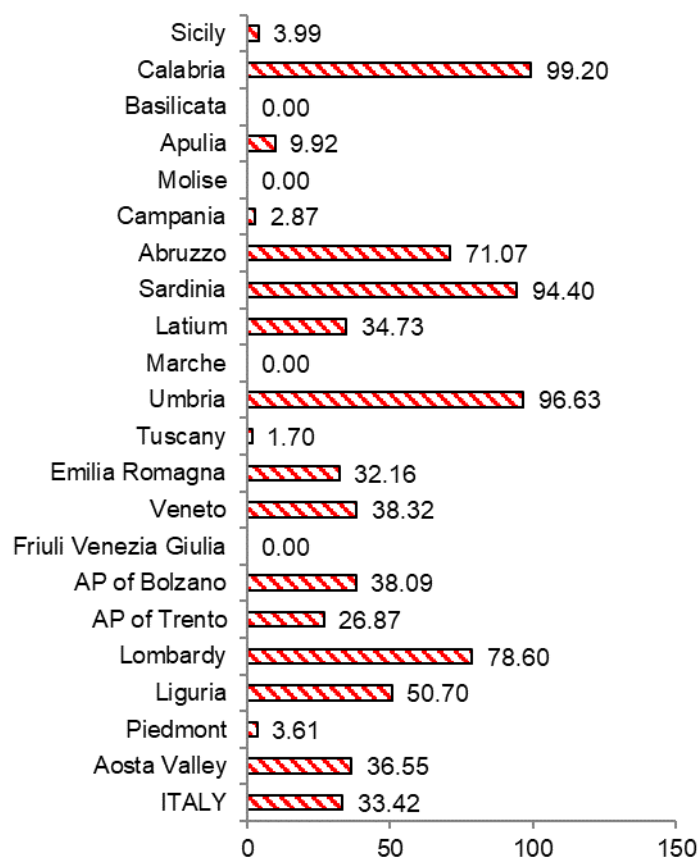 Sicily 3.99
Calabria 99.20
Basilicata 0.00
Apulia 9.92
Molise 0.00
Campania 2.87
Abruzzo 71.07
Sardinia 94.40
Latium 34.73
Marche 0.00
Umbria 96.63
Tuscany 1.70
Emilia Romagna 32.16
Veneto 38.32
Friuli Venezia Giulia 0.00
AP of Bolzano 38.09
AP of Trento 26.87
Lombardy 78.60
Liguria 50.70
Piedmont 3.61
Aosta Valley 36.55
ITALY 33.42
0 50 100 150